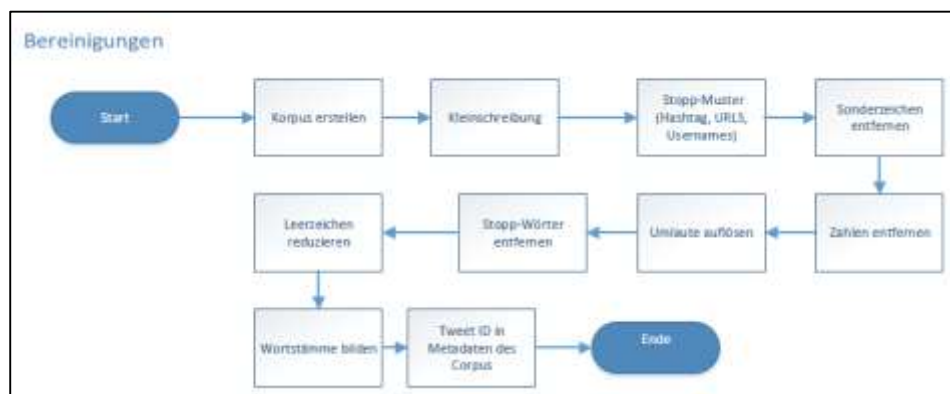 Bereinigungen
Start
Korpus erstellen
Kleinschreibung
Stopp-Muster
(Hashtag, URLS,
Usernames)
Sonderzeichen
entfernen
Zahlen entfernen
Umlaute auflösen
Stopp-Wörter
entfernen
Leerzeichen
reduzieren
Wortstämme bilden
Tweet ID in
Metadaten des
Corpus
Ende